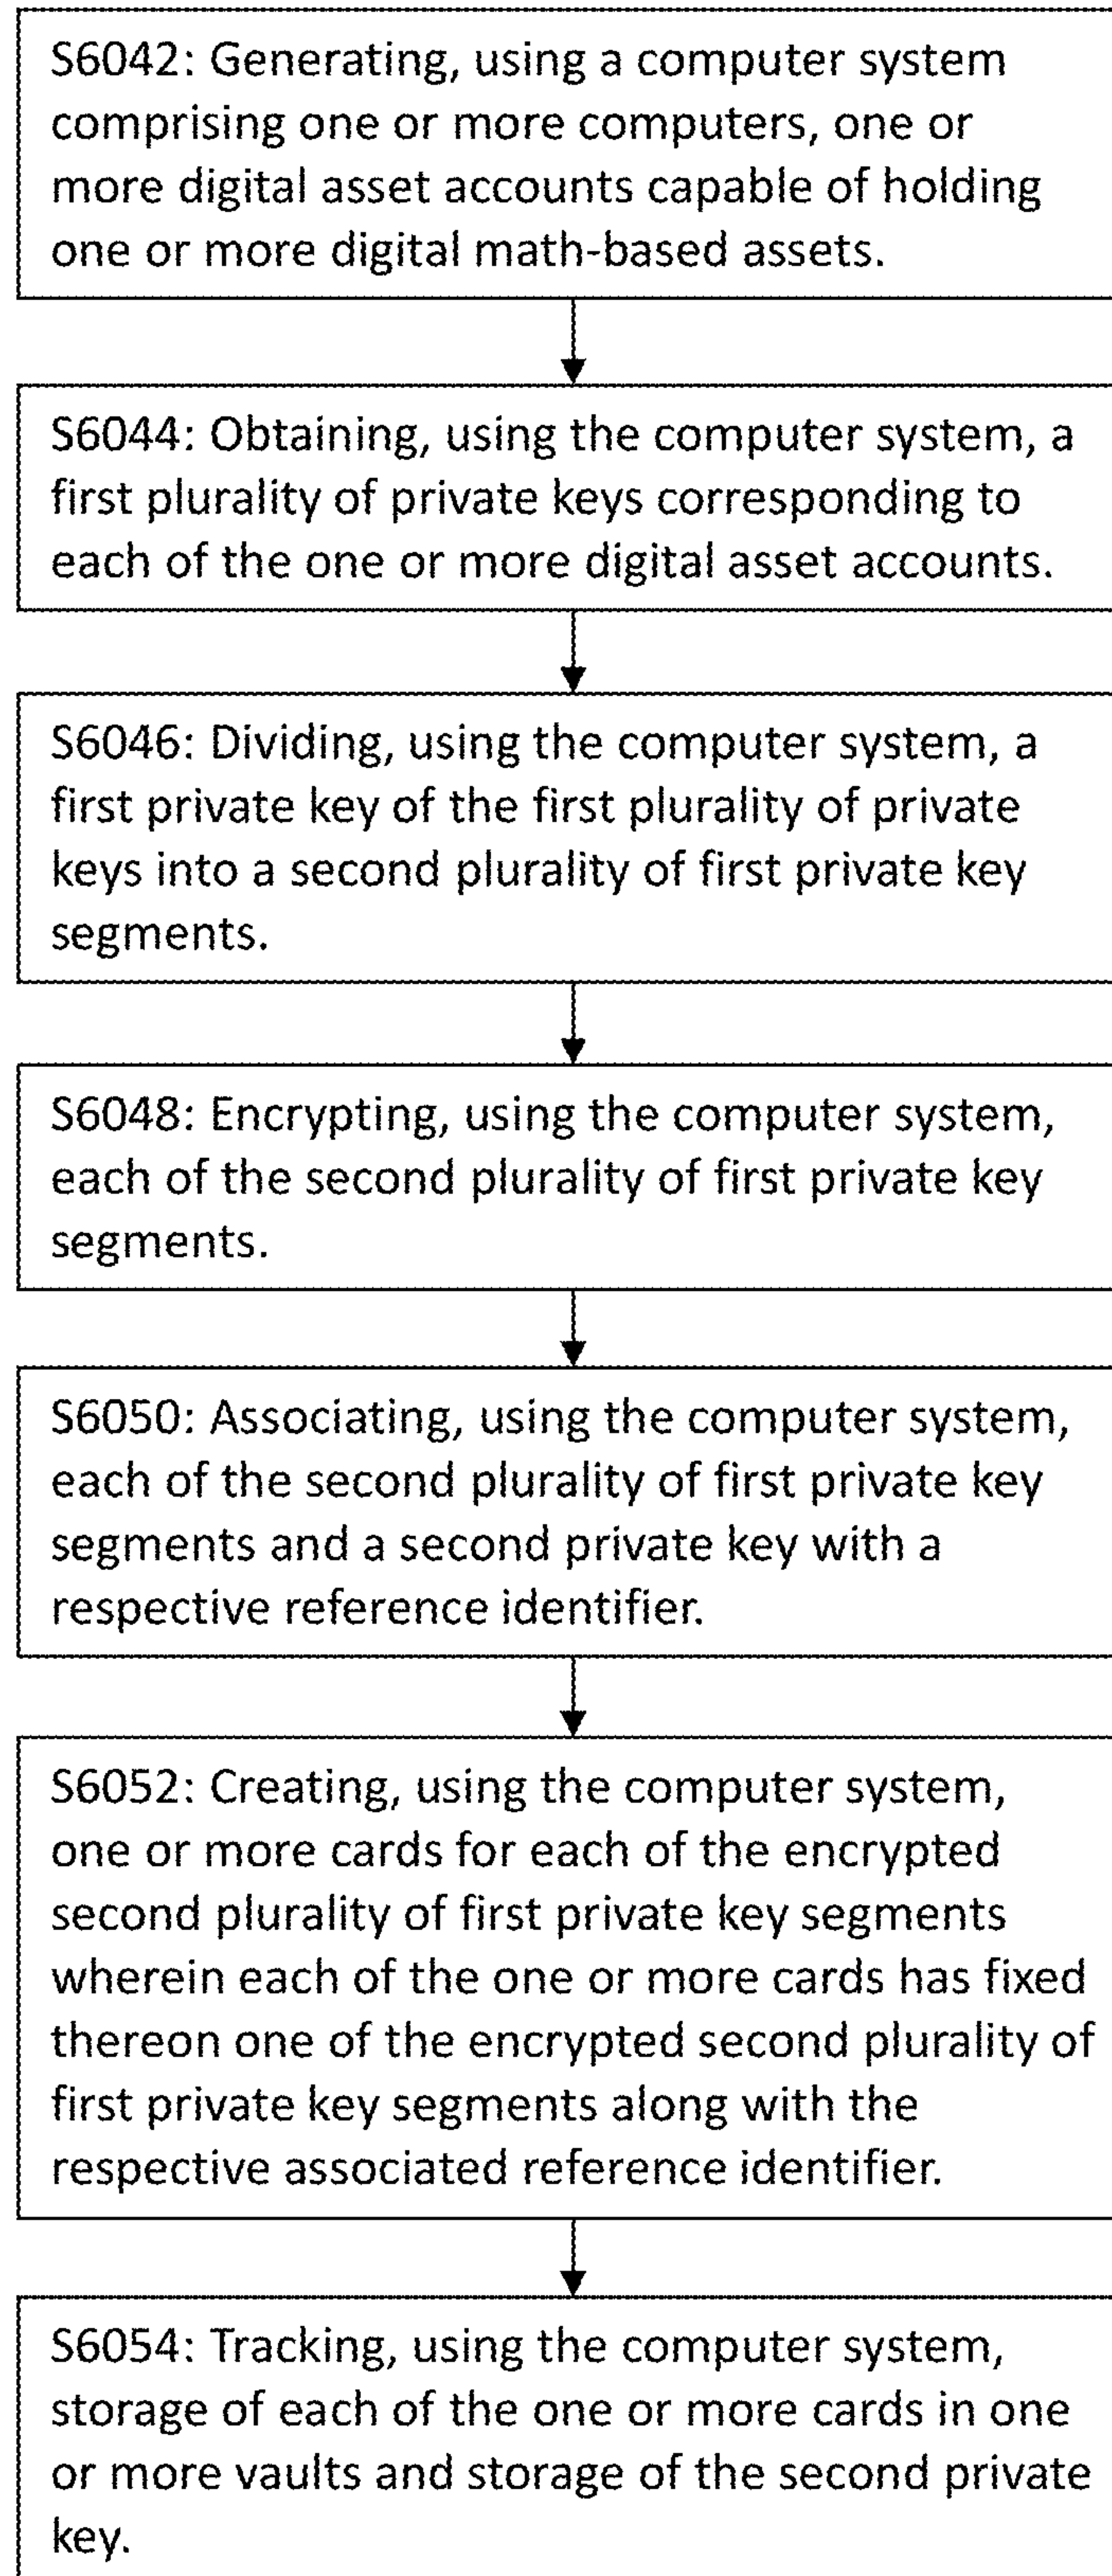 S6042: Generating, using a computer system
comprising one or more computers, one or
more digital asset accounts capable of holding
one or more digital math-based assets.
S6044: Obtaining, using the computer system, a
first plurality of private keys corresponding to
each of the one or more digital asset accounts.
S6046: Dividing, using the computer system, a
first private key of the first plurality of private
keys into a second plurality of first private key
segments.
S6048: Encrypting, using the computer system,
each of the second plurality of first private key
segments.
S6050: Associating, using the computer system,
each of the second plurality of first private key
segments and a second private key with a
respective reference identifier.
S6052: Creating, using the computer system,
one or more cards for each of the encrypted
second plurality of first private key segments
wherein each of the one or more cards has fixed
thereon one of the encrypted second plurality of
first private key segments along with the
respective associated reference identifier.
S6054: Tracking, using the computer system,
storage of each of the one or more cards in one
or more vaults and storage of the second private
key.